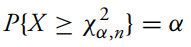 P{X ≥ χ²_{α,n}} = α